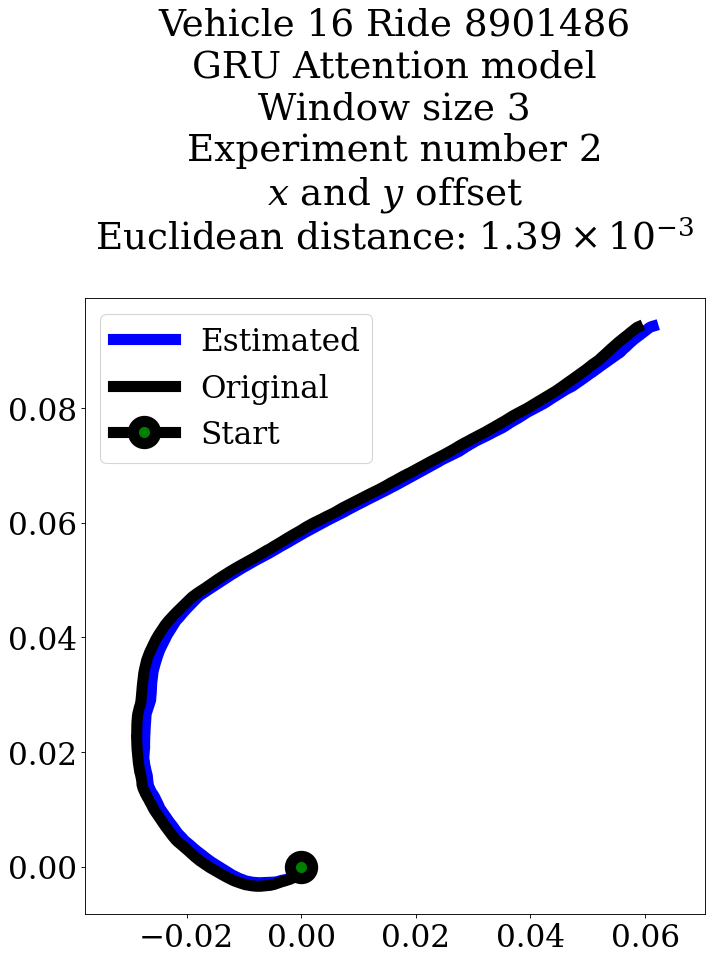 Vehicle 16 Ride 8901486
GRU Attention model
Window size 3
Experiment number 2
x and y offset
Euclidean distance: 1.39 × 10⁻³
Estimated
Original
Start
0.08
0.06
0.04
0.02
0.00
−0.02 0.00 0.02 0.04 0.06